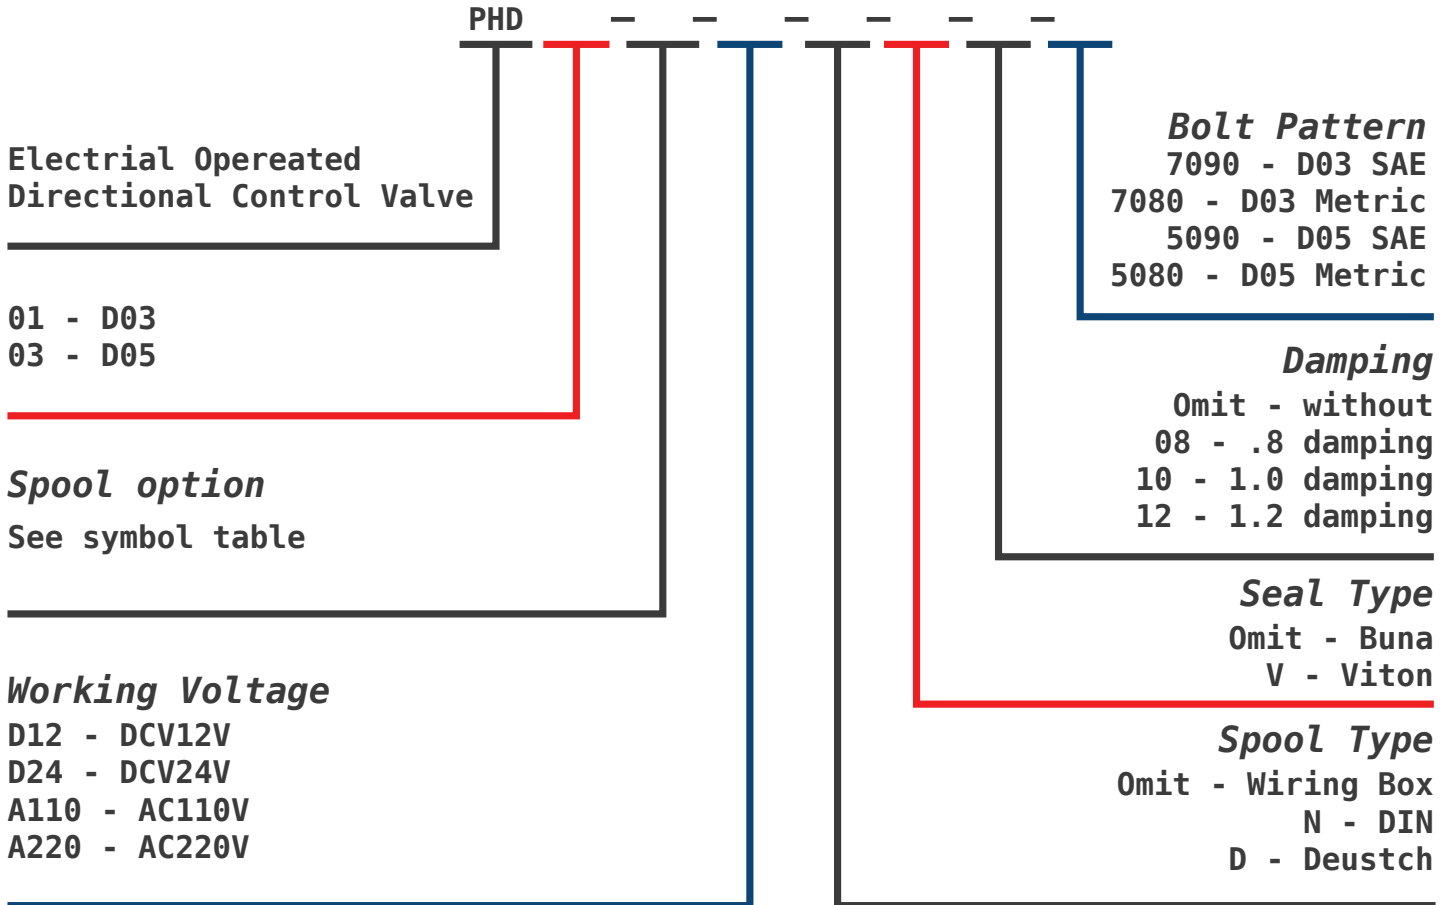 PHD – – – – – –
Electrial Opereated
Directional Control Valve
01 - D03
03 - D05
Spool option
See symbol table
Working Voltage
D12 - DCV12V
D24 - DCV24V
A110 - AC110V
A220 - AC220V
Bolt Pattern
7090 - D03 SAE
7080 - D03 Metric
5090 - D05 SAE
5080 - D05 Metric
Damping
Omit - without
08 - .8 damping
10 - 1.0 damping
12 - 1.2 damping
Seal Type
Omit - Buna
V - Viton
Spool Type
Omit - Wiring Box
N - DIN
D - Deustch